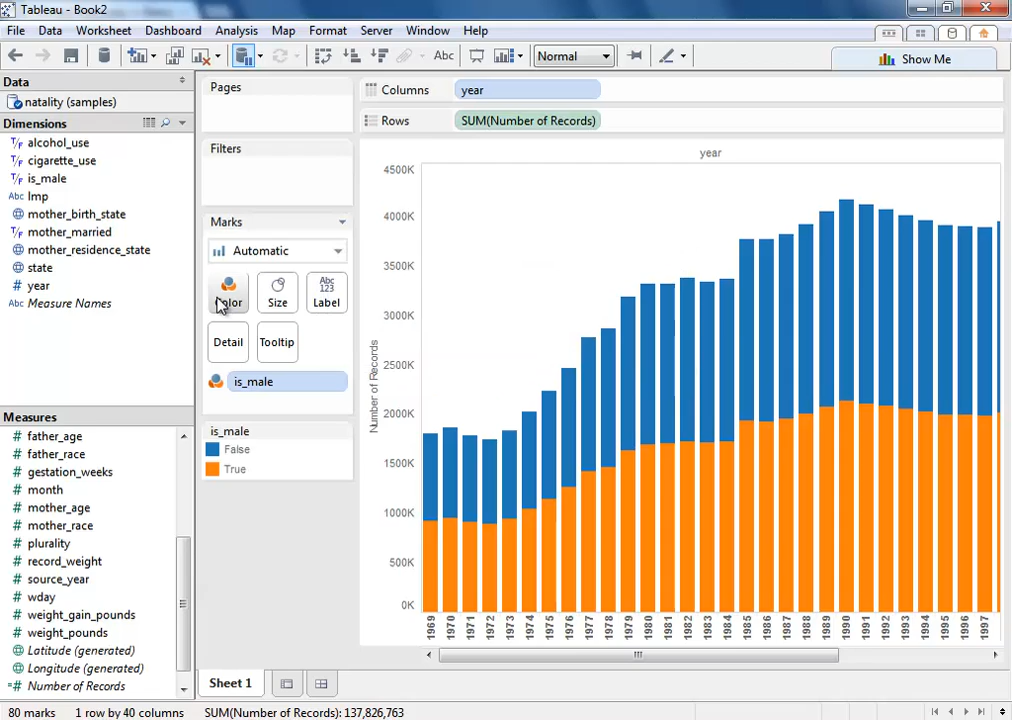 Tableau - Book2
File Data Worksheet Dashboard Analysis Map Format Server Window Help
Abc Normal Show Me
Data
natality (samples)
Dimensions
T/F alcohol_use
T/F cigarette_use
T/F is_male
Abc lmp
mother_birth_state
T/F mother_married
mother_residence_state
state
# year
Abc Measure Names
Measures
# father_age
# father_race
# gestation_weeks
# month
# mother_age
# mother_race
# plurality
# record_weight
# source_year
# wday
# weight_gain_pounds
# weight_pounds
Latitude (generated)
Longitude (generated)
=# Number of Records
Pages
Filters
Marks
Automatic
Color Size Abc 123 Label
Detail Tooltip
is_male
is_male
False
True
Columns year
Rows SUM(Number of Records)
year
Number of Records
4500K
4000K
3500K
3000K
2500K
2000K
1500K
1000K
500K
0K
1969 1970 1971 1972 1973 1974 1975 1976 1977 1978 1979 1980 1981 1982 1983 1984 1985 1986 1987 1988 1989 1990 1991 1992 1993 1994 1995 1996 1997
Sheet 1
80 marks 1 row by 40 columns SUM(Number of Records): 137,826,763